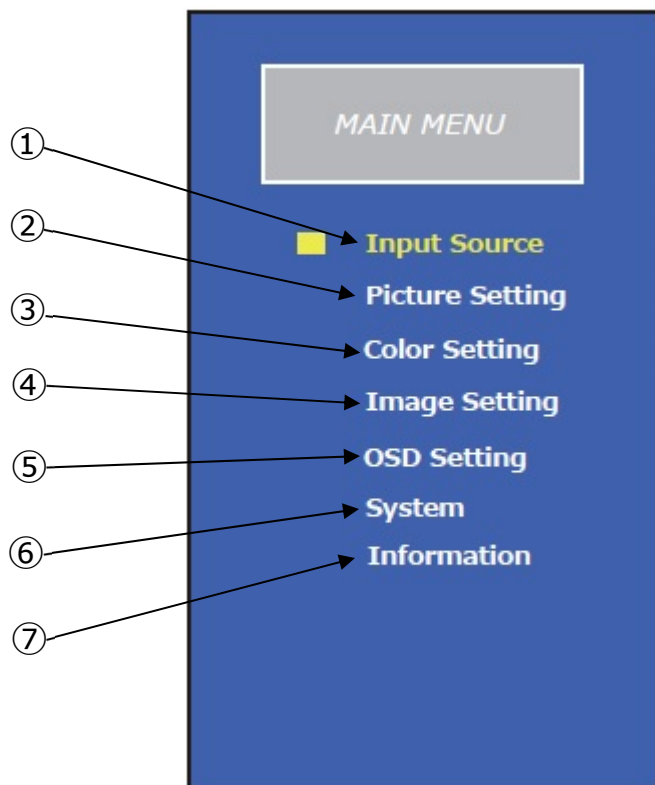 MAIN MENU
① Input Source
② Picture Setting
③ Color Setting
④ Image Setting
⑤ OSD Setting
⑥ System
⑦ Information